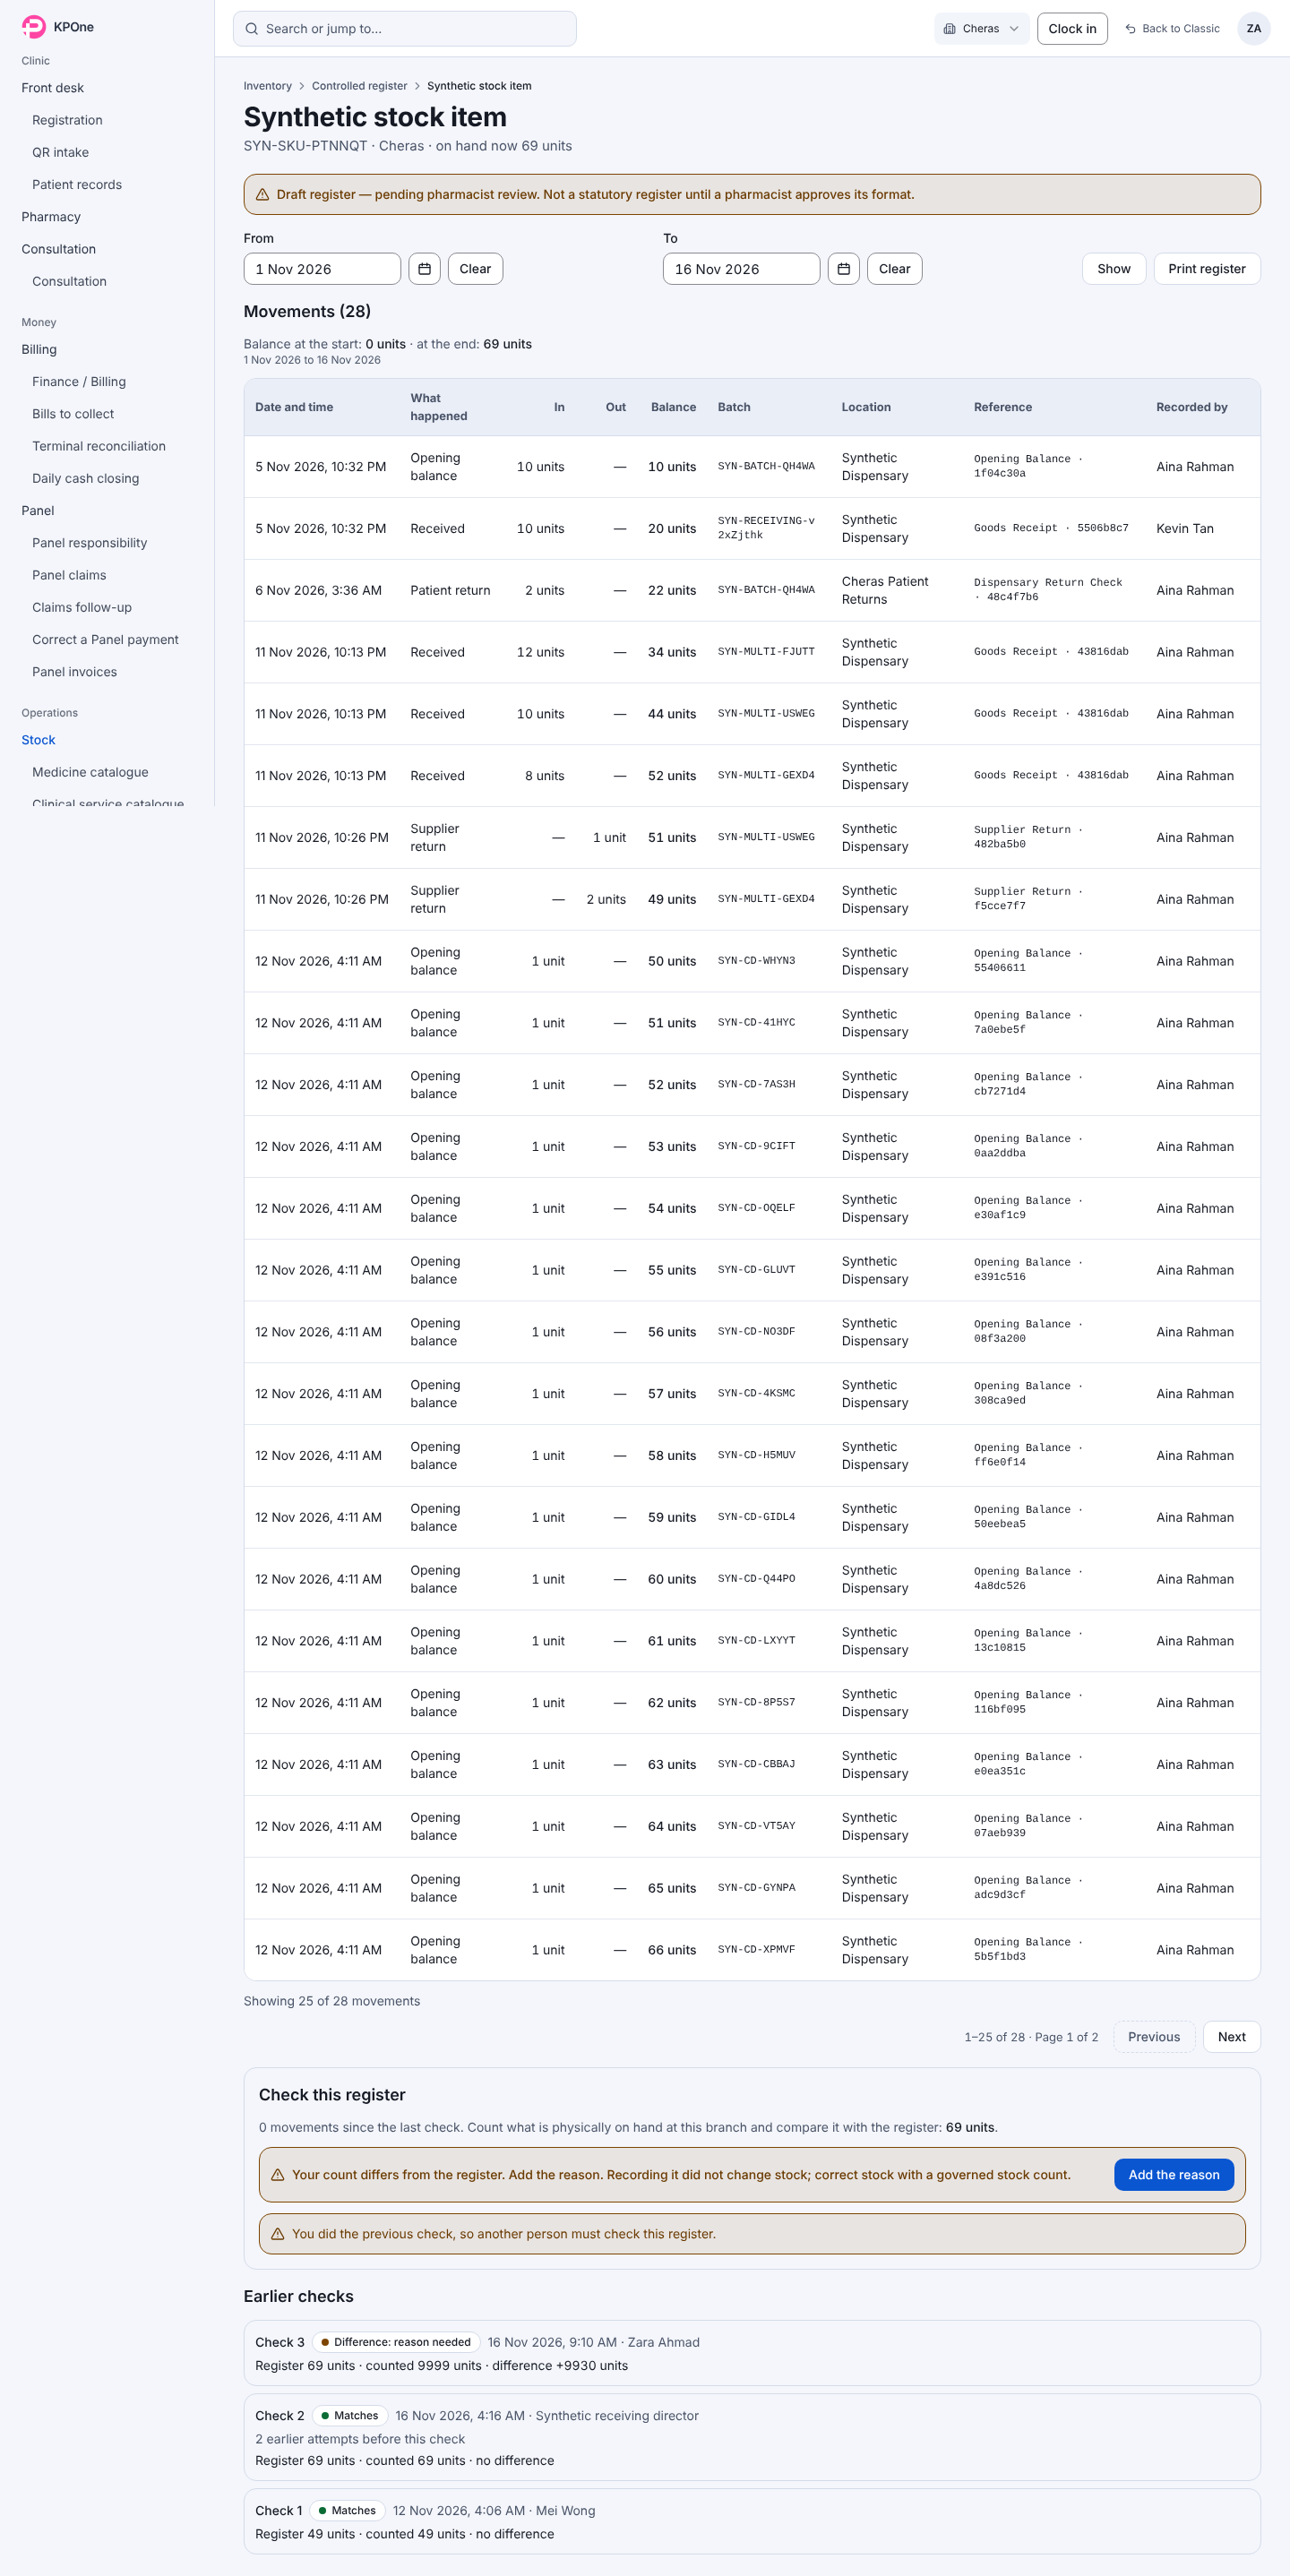 KPOne
Clinic
Front desk
Registration
QR intake
Patient records
Pharmacy
Consultation
Consultation
Money
Billing
Finance / Billing
Bills to collect
Terminal reconciliation
Daily cash closing
Panel
Panel responsibility
Panel claims
Claims follow-up
Correct a Panel payment
Panel invoices
Operations
Stock
Medicine catalogue
Clinical service catalogue
Search or jump to...
Cheras
Clock in
Back to Classic
ZA
Inventory > Controlled register > Synthetic stock item
Synthetic stock item
SYN-SKU-PTNNQT · Cheras · on hand now 69 units
Draft register — pending pharmacist review. Not a statutory register until a pharmacist approves its format.
From
To
1 Nov 2026 Clear
16 Nov 2026 Clear
Show
Print register
Movements (28)
Balance at the start: 0 units · at the end: 69 units
1 Nov 2026 to 16 Nov 2026
Date and time What happened In Out Balance Batch Location Reference Recorded by
5 Nov 2026, 10:32 PM Opening balance 10 units — 10 units SYN-BATCH-QH4WA Synthetic Dispensary Opening Balance · 1f04c30a Aina Rahman
5 Nov 2026, 10:32 PM Received 10 units — 20 units SYN-RECEIVING-v2xZjthk Synthetic Dispensary Goods Receipt · 5506b8c7 Kevin Tan
6 Nov 2026, 3:36 AM Patient return 2 units — 22 units SYN-BATCH-QH4WA Cheras Patient Returns Dispensary Return Check · 48c4f7b6 Aina Rahman
11 Nov 2026, 10:13 PM Received 12 units — 34 units SYN-MULTI-FJUTT Synthetic Dispensary Goods Receipt · 43816dab Aina Rahman
11 Nov 2026, 10:13 PM Received 10 units — 44 units SYN-MULTI-USWEG Synthetic Dispensary Goods Receipt · 43816dab Aina Rahman
11 Nov 2026, 10:13 PM Received 8 units — 52 units SYN-MULTI-GEXD4 Synthetic Dispensary Goods Receipt · 43816dab Aina Rahman
11 Nov 2026, 10:26 PM Supplier return — 1 unit 51 units SYN-MULTI-USWEG Synthetic Dispensary Supplier Return · 482ba5b0 Aina Rahman
11 Nov 2026, 10:26 PM Supplier return — 2 units 49 units SYN-MULTI-GEXD4 Synthetic Dispensary Supplier Return · f5cce7f7 Aina Rahman
12 Nov 2026, 4:11 AM Opening balance 1 unit — 50 units SYN-CD-WHYN3 Synthetic Dispensary Opening Balance · 55406611 Aina Rahman
12 Nov 2026, 4:11 AM Opening balance 1 unit — 51 units SYN-CD-41HYC Synthetic Dispensary Opening Balance · 7a0ebe5f Aina Rahman
12 Nov 2026, 4:11 AM Opening balance 1 unit — 52 units SYN-CD-7AS3H Synthetic Dispensary Opening Balance · cb7271d4 Aina Rahman
12 Nov 2026, 4:11 AM Opening balance 1 unit — 53 units SYN-CD-9CIFT Synthetic Dispensary Opening Balance · 0aa2ddba Aina Rahman
12 Nov 2026, 4:11 AM Opening balance 1 unit — 54 units SYN-CD-OQELF Synthetic Dispensary Opening Balance · e30af1c9 Aina Rahman
12 Nov 2026, 4:11 AM Opening balance 1 unit — 55 units SYN-CD-GLUVT Synthetic Dispensary Opening Balance · e391c516 Aina Rahman
12 Nov 2026, 4:11 AM Opening balance 1 unit — 56 units SYN-CD-NO3DF Synthetic Dispensary Opening Balance · 08f3a200 Aina Rahman
12 Nov 2026, 4:11 AM Opening balance 1 unit — 57 units SYN-CD-4KSMC Synthetic Dispensary Opening Balance · 308ca9ed Aina Rahman
12 Nov 2026, 4:11 AM Opening balance 1 unit — 58 units SYN-CD-H5MUV Synthetic Dispensary Opening Balance · ff6e0f14 Aina Rahman
12 Nov 2026, 4:11 AM Opening balance 1 unit — 59 units SYN-CD-GIDL4 Synthetic Dispensary Opening Balance · 50eebea5 Aina Rahman
12 Nov 2026, 4:11 AM Opening balance 1 unit — 60 units SYN-CD-Q44PO Synthetic Dispensary Opening Balance · 4a8dc526 Aina Rahman
12 Nov 2026, 4:11 AM Opening balance 1 unit — 61 units SYN-CD-LXYYT Synthetic Dispensary Opening Balance · 13c10815 Aina Rahman
12 Nov 2026, 4:11 AM Opening balance 1 unit — 62 units SYN-CD-8P5S7 Synthetic Dispensary Opening Balance · 116bf095 Aina Rahman
12 Nov 2026, 4:11 AM Opening balance 1 unit — 63 units SYN-CD-CBBAJ Synthetic Dispensary Opening Balance · e0ea351c Aina Rahman
12 Nov 2026, 4:11 AM Opening balance 1 unit — 64 units SYN-CD-VT5AY Synthetic Dispensary Opening Balance · 07aeb939 Aina Rahman
12 Nov 2026, 4:11 AM Opening balance 1 unit — 65 units SYN-CD-GYNPA Synthetic Dispensary Opening Balance · adc9d3cf Aina Rahman
12 Nov 2026, 4:11 AM Opening balance 1 unit — 66 units SYN-CD-XPMVF Synthetic Dispensary Opening Balance · 5b5f1bd3 Aina Rahman
Showing 25 of 28 movements
1–25 of 28 · Page 1 of 2 Previous Next
Check this register
0 movements since the last check. Count what is physically on hand at this branch and compare it with the register: 69 units.
Your count differs from the register. Add the reason. Recording it did not change stock; correct stock with a governed stock count.
Add the reason
You did the previous check, so another person must check this register.
Earlier checks
Check 3 Difference: reason needed 16 Nov 2026, 9:10 AM · Zara Ahmad
Register 69 units · counted 9999 units · difference +9930 units
Check 2 Matches 16 Nov 2026, 4:16 AM · Synthetic receiving director
2 earlier attempts before this check
Register 69 units · counted 69 units · no difference
Check 1 Matches 12 Nov 2026, 4:06 AM · Mei Wong
Register 49 units · counted 49 units · no difference